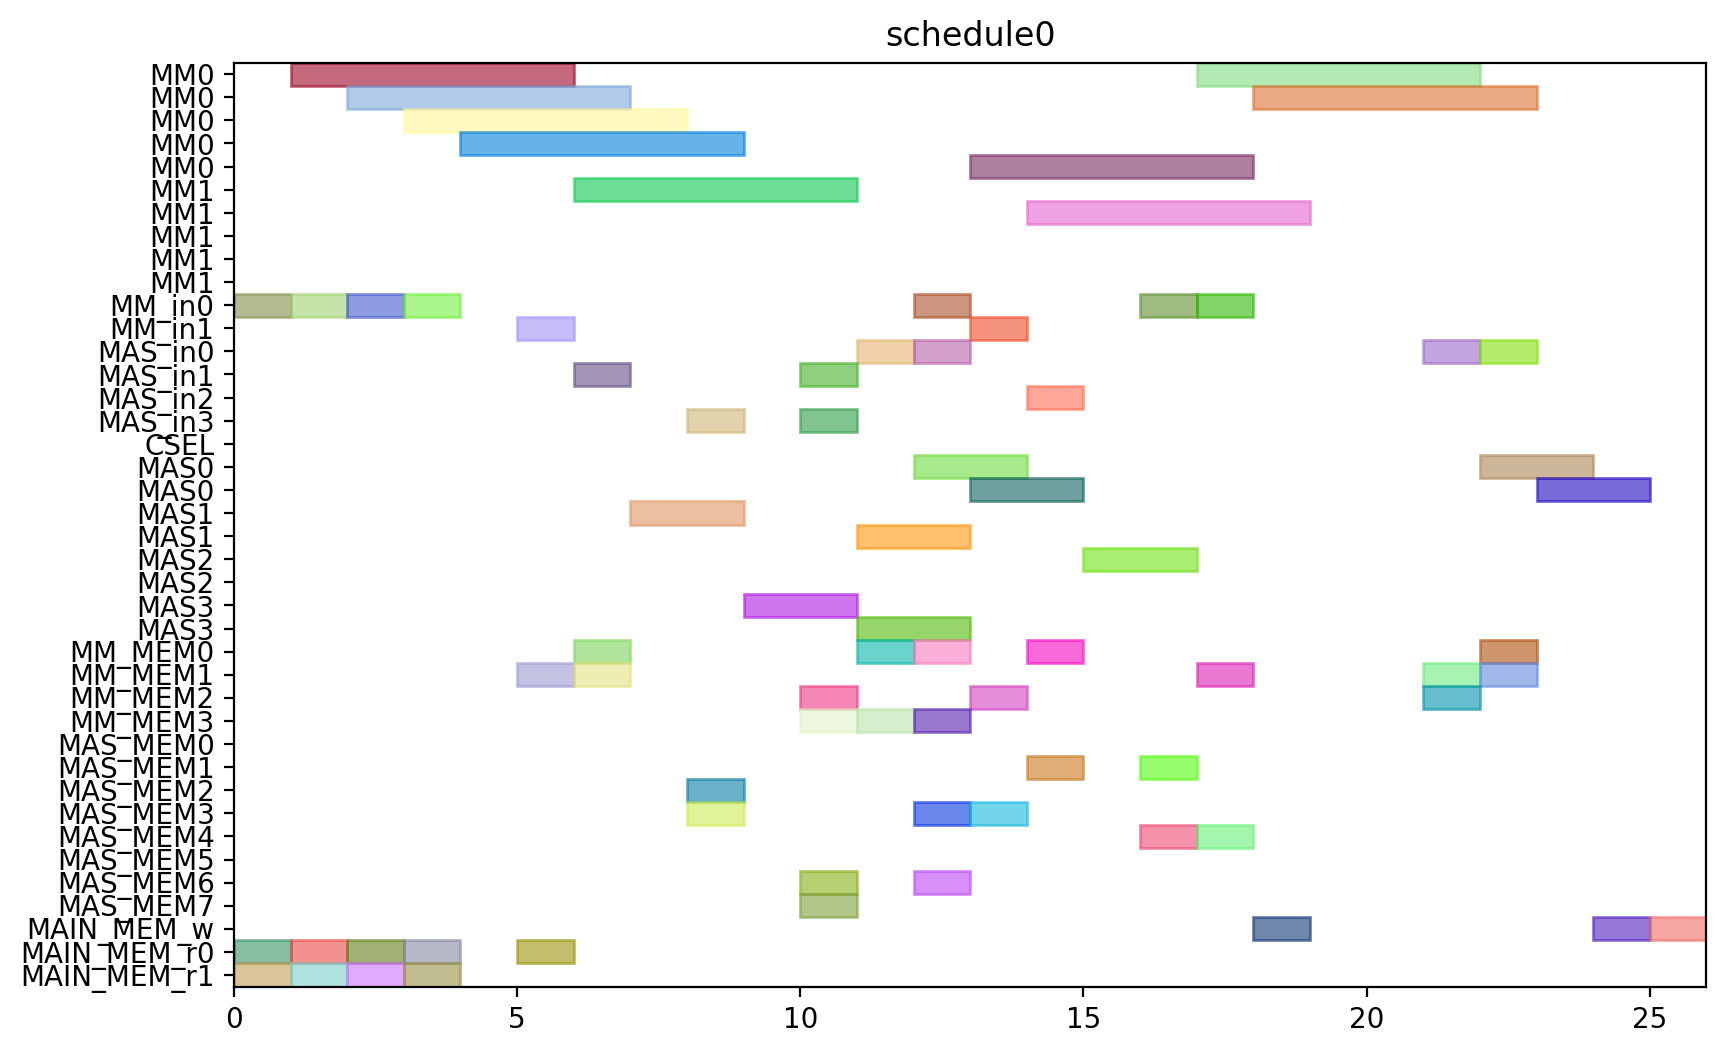 schedule0
MM0
MM0
MM0
MM0
MM0
MM1
MM1
MM1
MM1
MM1
MM_in0
MM_in1
MAS_in0
MAS_in1
MAS_in2
MAS_in3
CSEL
MAS0
MAS0
MAS1
MAS1
MAS2
MAS2
MAS3
MAS3
MM_MEM0
MM_MEM1
MM_MEM2
MM_MEM3
MAS_MEM0
MAS_MEM1
MAS_MEM2
MAS_MEM3
MAS_MEM4
MAS_MEM5
MAS_MEM6
MAS_MEM7
MAIN_MEM_w
MAIN_MEM_r0
MAIN_MEM_r1
0 5 10 15 20 25